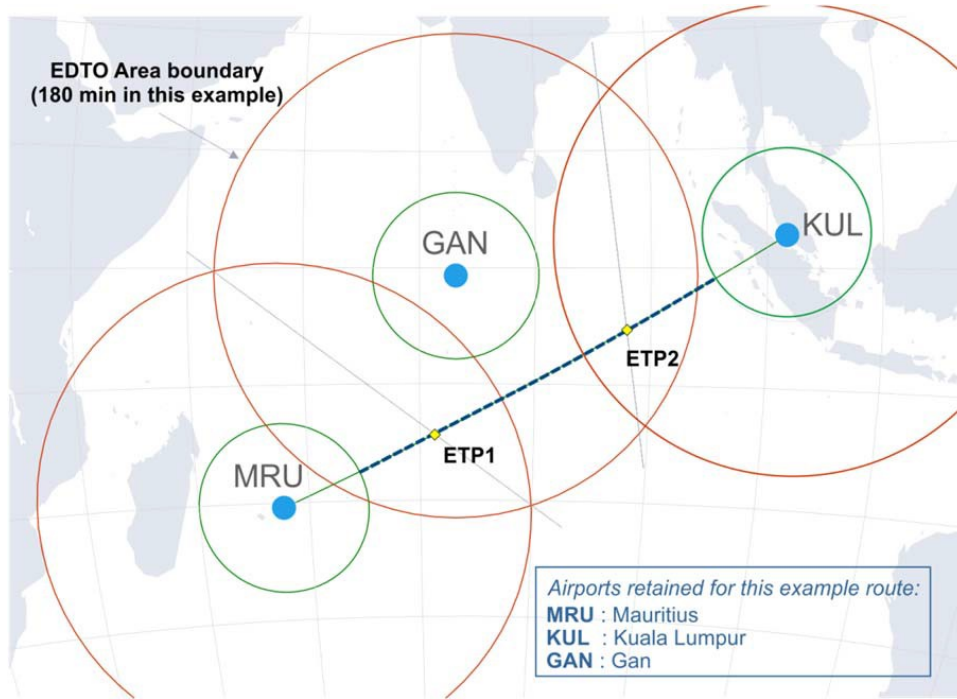 EDTO Area boundary
(180 min in this example)
GAN
KUL
ETP2
ETP1
MRU
Airports retained for this example route:
MRU : Mauritius
KUL : Kuala Lumpur
GAN : Gan